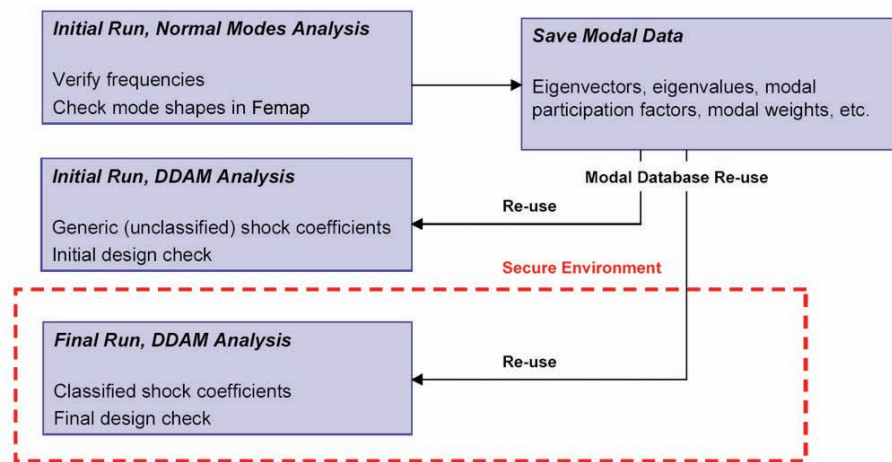 Initial Run, Normal Modes Analysis
Verify frequencies
Check mode shapes in Femap
Save Modal Data
Eigenvectors, eigenvalues, modal
participation factors, modal weights, etc.
Modal Database Re-use
Initial Run, DDAM Analysis
Generic (unclassified) shock coefficients
Initial design check
Re-use
Secure Environment
Final Run, DDAM Analysis
Classified shock coefficients
Final design check
Re-use